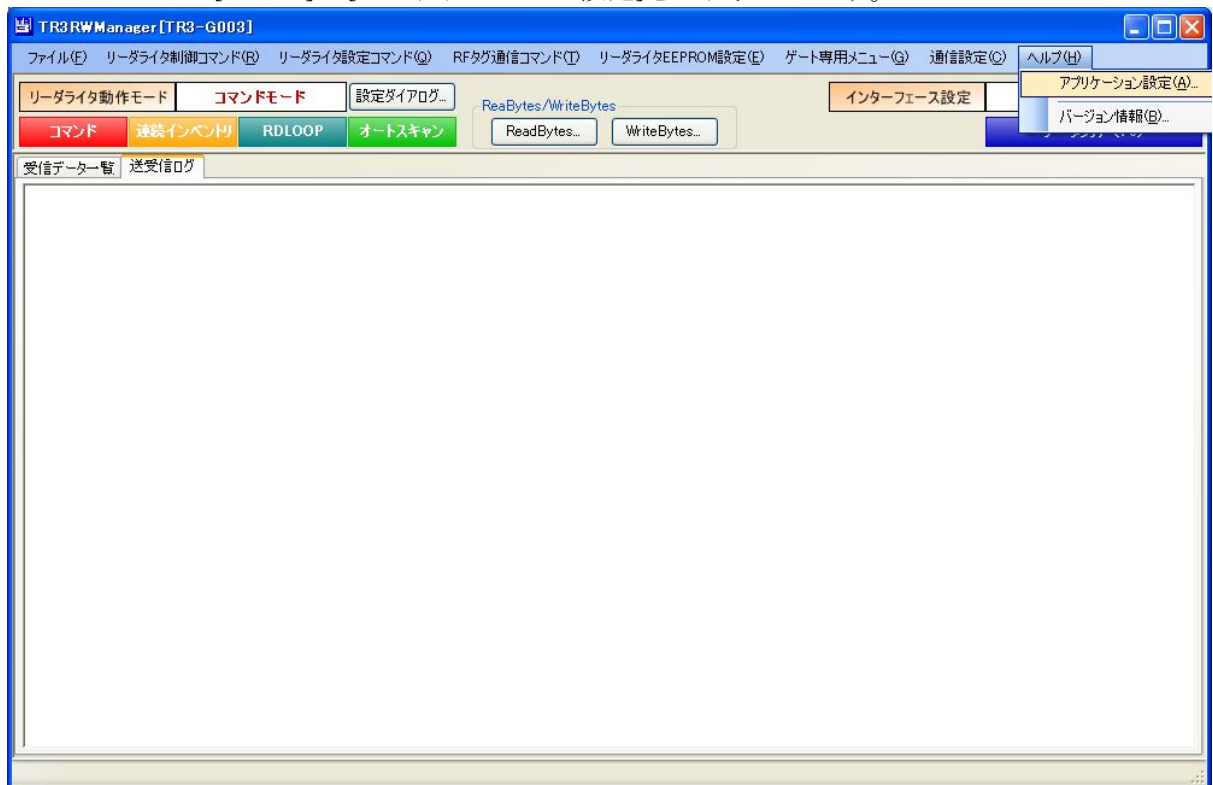 TR3RWManager[TR3-G003]
ファイル(F) リーダライタ制御コマンド(R) リーダライタ設定コマンド(Q) RFタグ通信コマンド(T) リーダライタEEPROM設定(E) ゲート専用メニュー(G) 通信設定(C) ヘルプ(H)
アプリケーション設定(A)...
バージョン情報(B)...
リーダライタ動作モード コマンドモード 設定ダイアログ... ReaBytes/WriteBytes インターフェース設定
コマンド 連続インベントリ RDLOOP オートスキャン ReadBytes... WriteBytes...
受信データ一覧 送受信ログ